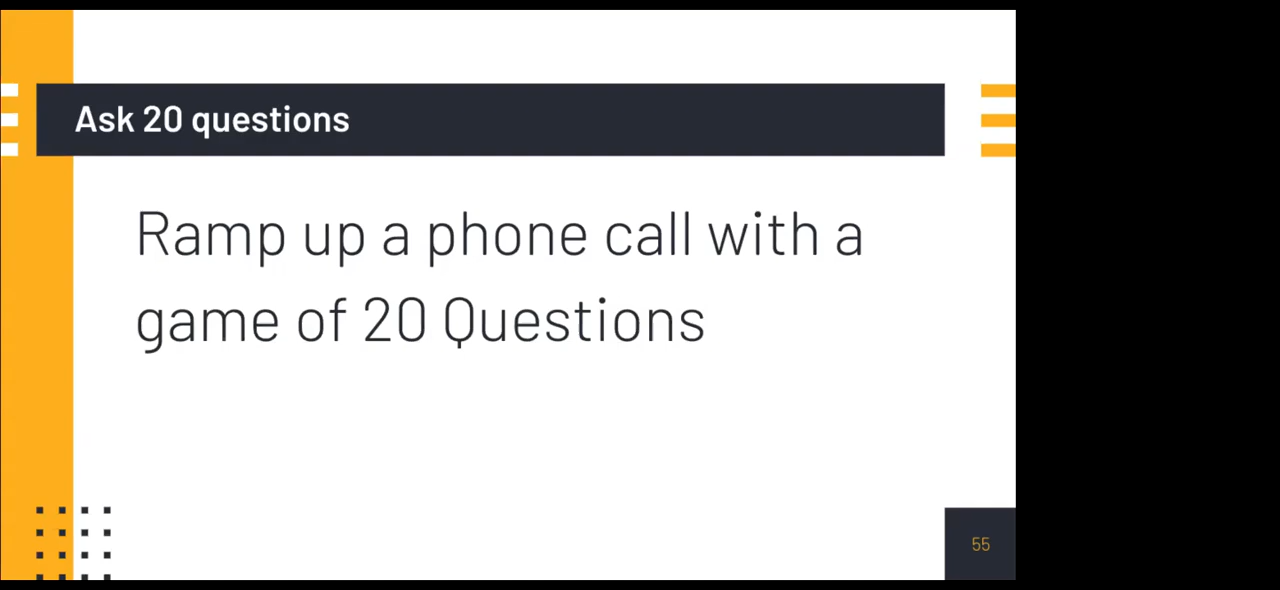 Ask 20 questions
Ramp up a phone call with a
game of 20 Questions
55